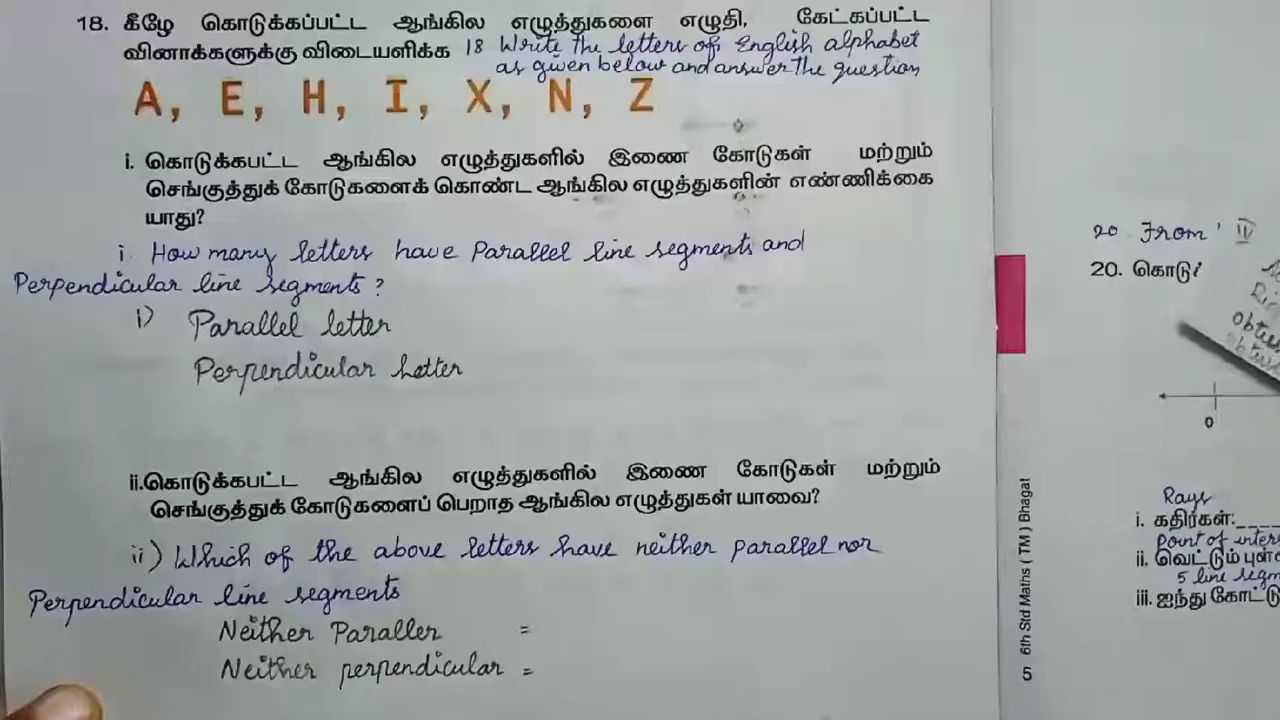 18. கீழே கொடுக்கப்பட்ட ஆங்கில எழுத்துகளை எழுதி, கேட்கப்பட்ட
வினாக்களுக்கு விடையளிக்க 18 Write the letters of English alphabet
as given below and answer the question
A, E, H, I, X, N, Z
i. கொடுக்கபட்ட ஆங்கில எழுத்துகளில் இணை கோடுகள் மற்றும்
செங்குத்துக் கோடுகளைக் கொண்ட ஆங்கில எழுத்துகளின் எண்ணிக்கை
யாது?
i. How many letters have Parallel line segments and
Perpendicular line segments?
i) Parallel letter
Perpendicular Letter
ii.கொடுக்கபட்ட ஆங்கில எழுத்துகளில் இணை கோடுகள் மற்றும்
செங்குத்துக் கோடுகளைப் பெறாத ஆங்கில எழுத்துகள் யாவை?
ii) Which of the above letters have neither parallel nor
Perpendicular line segments
Neither Paraller =
Neither perpendicular =
5 6th Std Maths ( TM ) Bhagat
20 From
20. கொடு
0
Rays
i. கதிர்கள்:____
Point of
ii. வெட்டும்
5 line
iii. ஐந்து